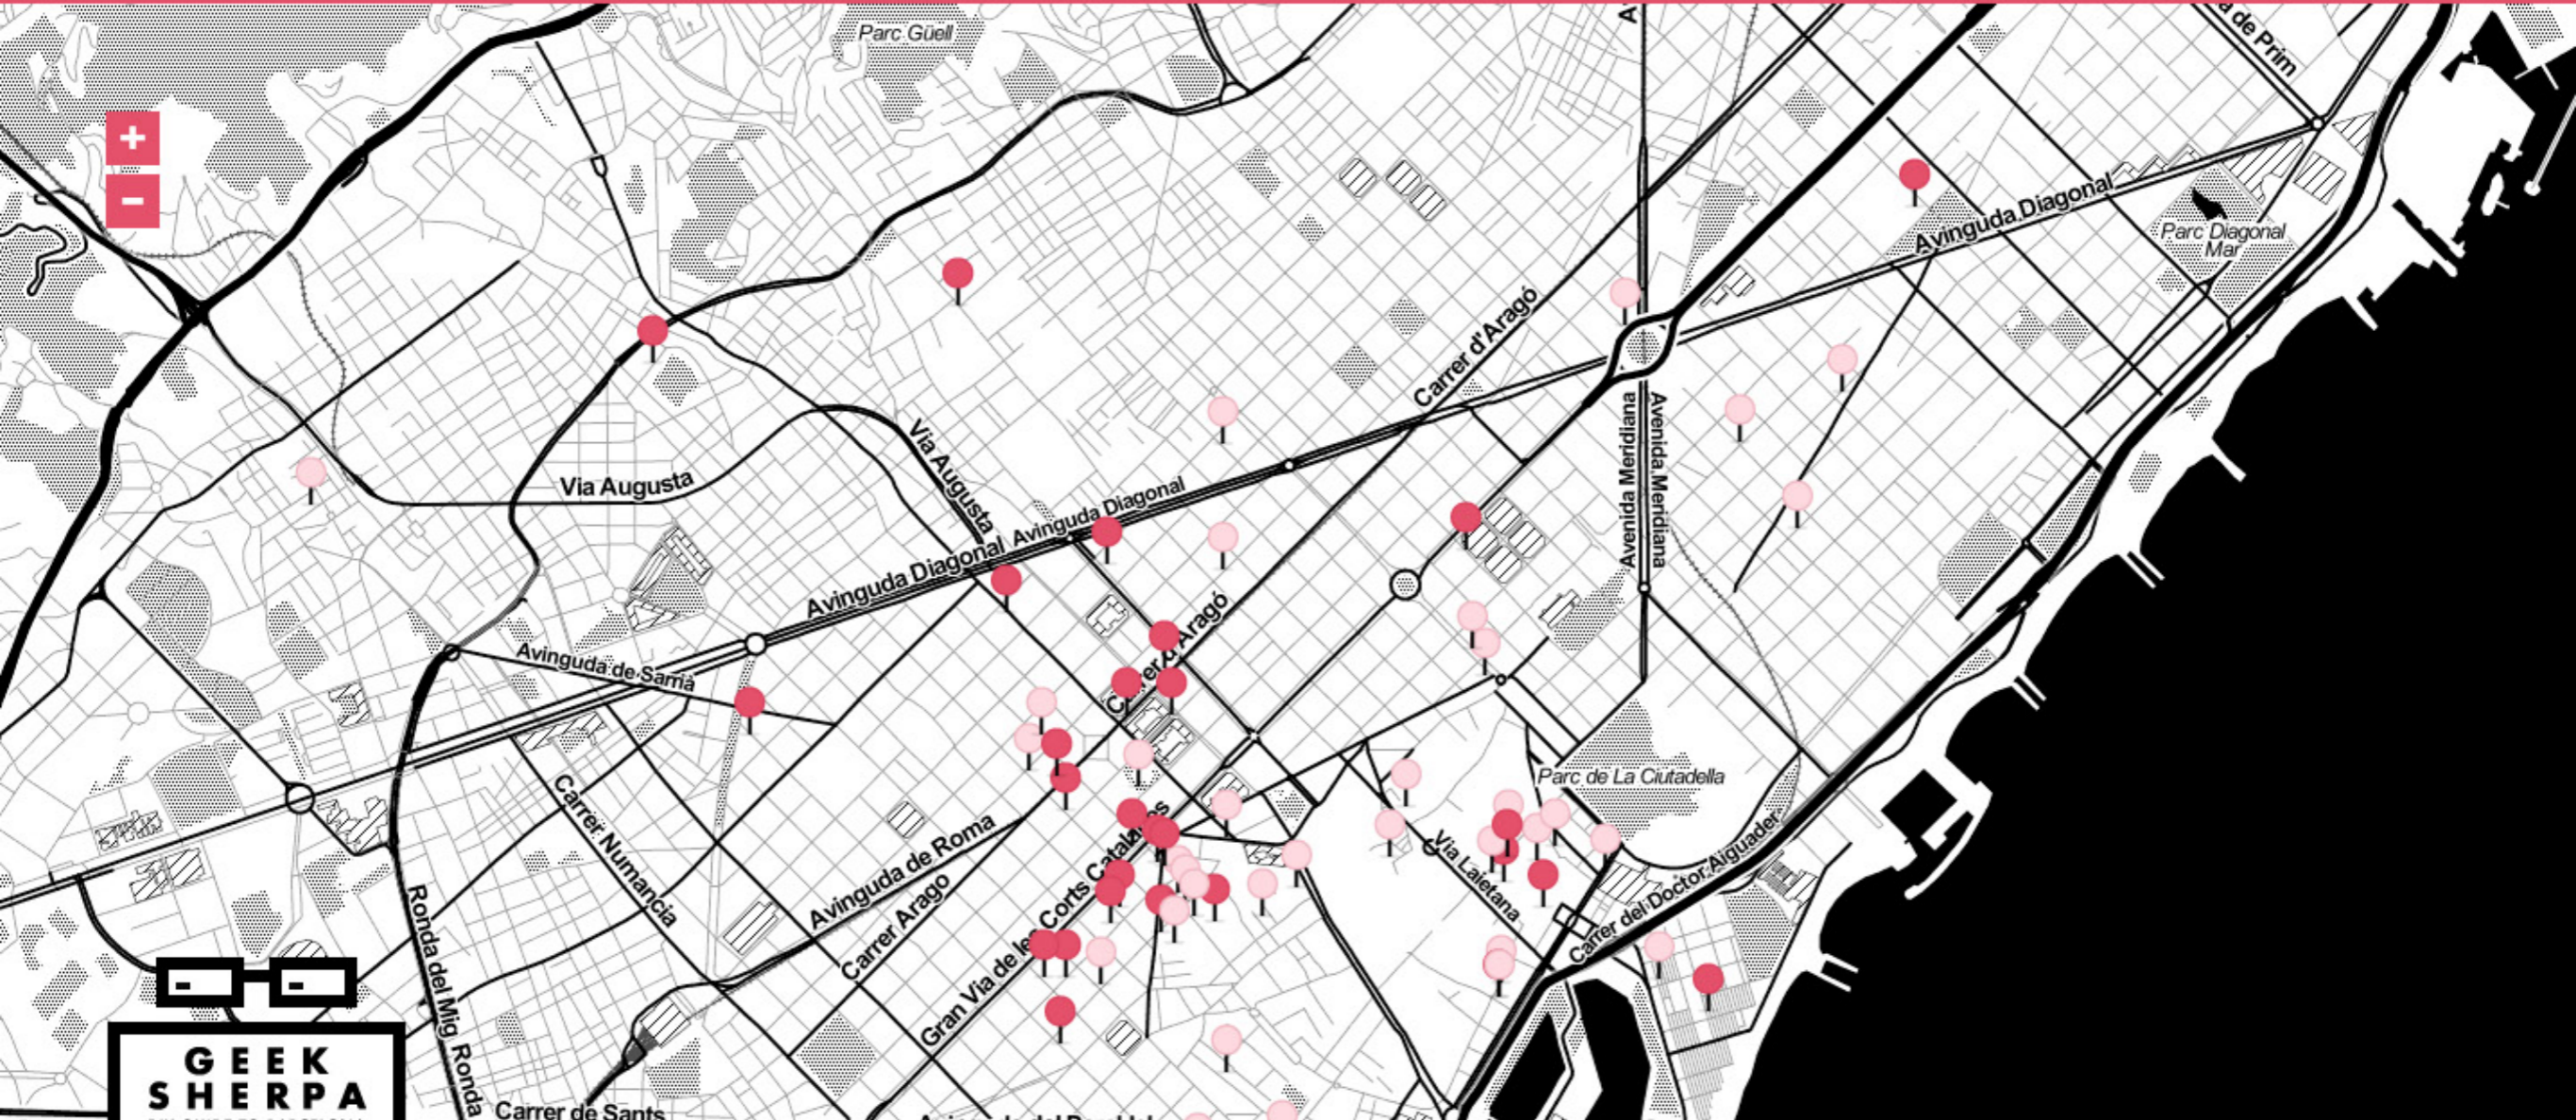 a de Prim
Parc Güell
+
-
Avinguda Diagonal
Parc Diagonal
Mar
Carrer d'Aragó
Via Augusta
Via Augusta
Avenida Meridiana
Avenida Meridiana
Avinguda Diagonal
Avinguda Diagonal
Carrer d'Aragó
Avinguda de Sarrià
Parc de La Ciutadella
Carrer Numancia
Avinguda de Roma
Carrer Arago
Gran Via de les Corts Catalanes
Via Laietana
Carrer del Doctor Aiguader
Ronda del Mig
Ronda
GEEK
SHERPA
Carrer de Sants